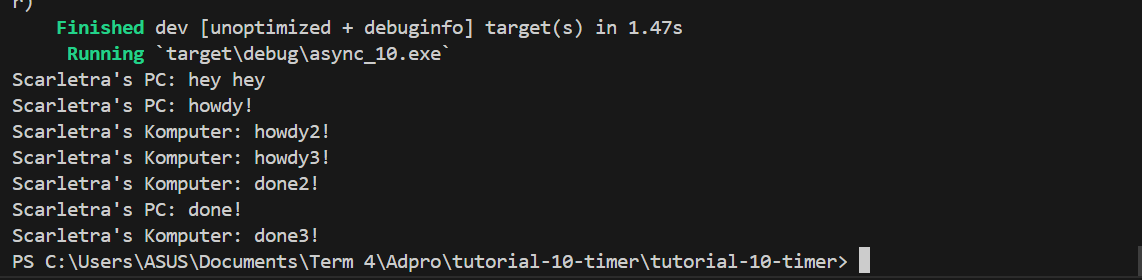 r)
Finished dev [unoptimized + debuginfo] target(s) in 1.47s
Running `target\debug\async_10.exe`
Scarletra's PC: hey hey
Scarletra's PC: howdy!
Scarletra's Komputer: howdy2!
Scarletra's Komputer: howdy3!
Scarletra's Komputer: done2!
Scarletra's PC: done!
Scarletra's Komputer: done3!
PS C:\Users\ASUS\Documents\Term 4\Adpro\tutorial-10-timer\tutorial-10-timer>